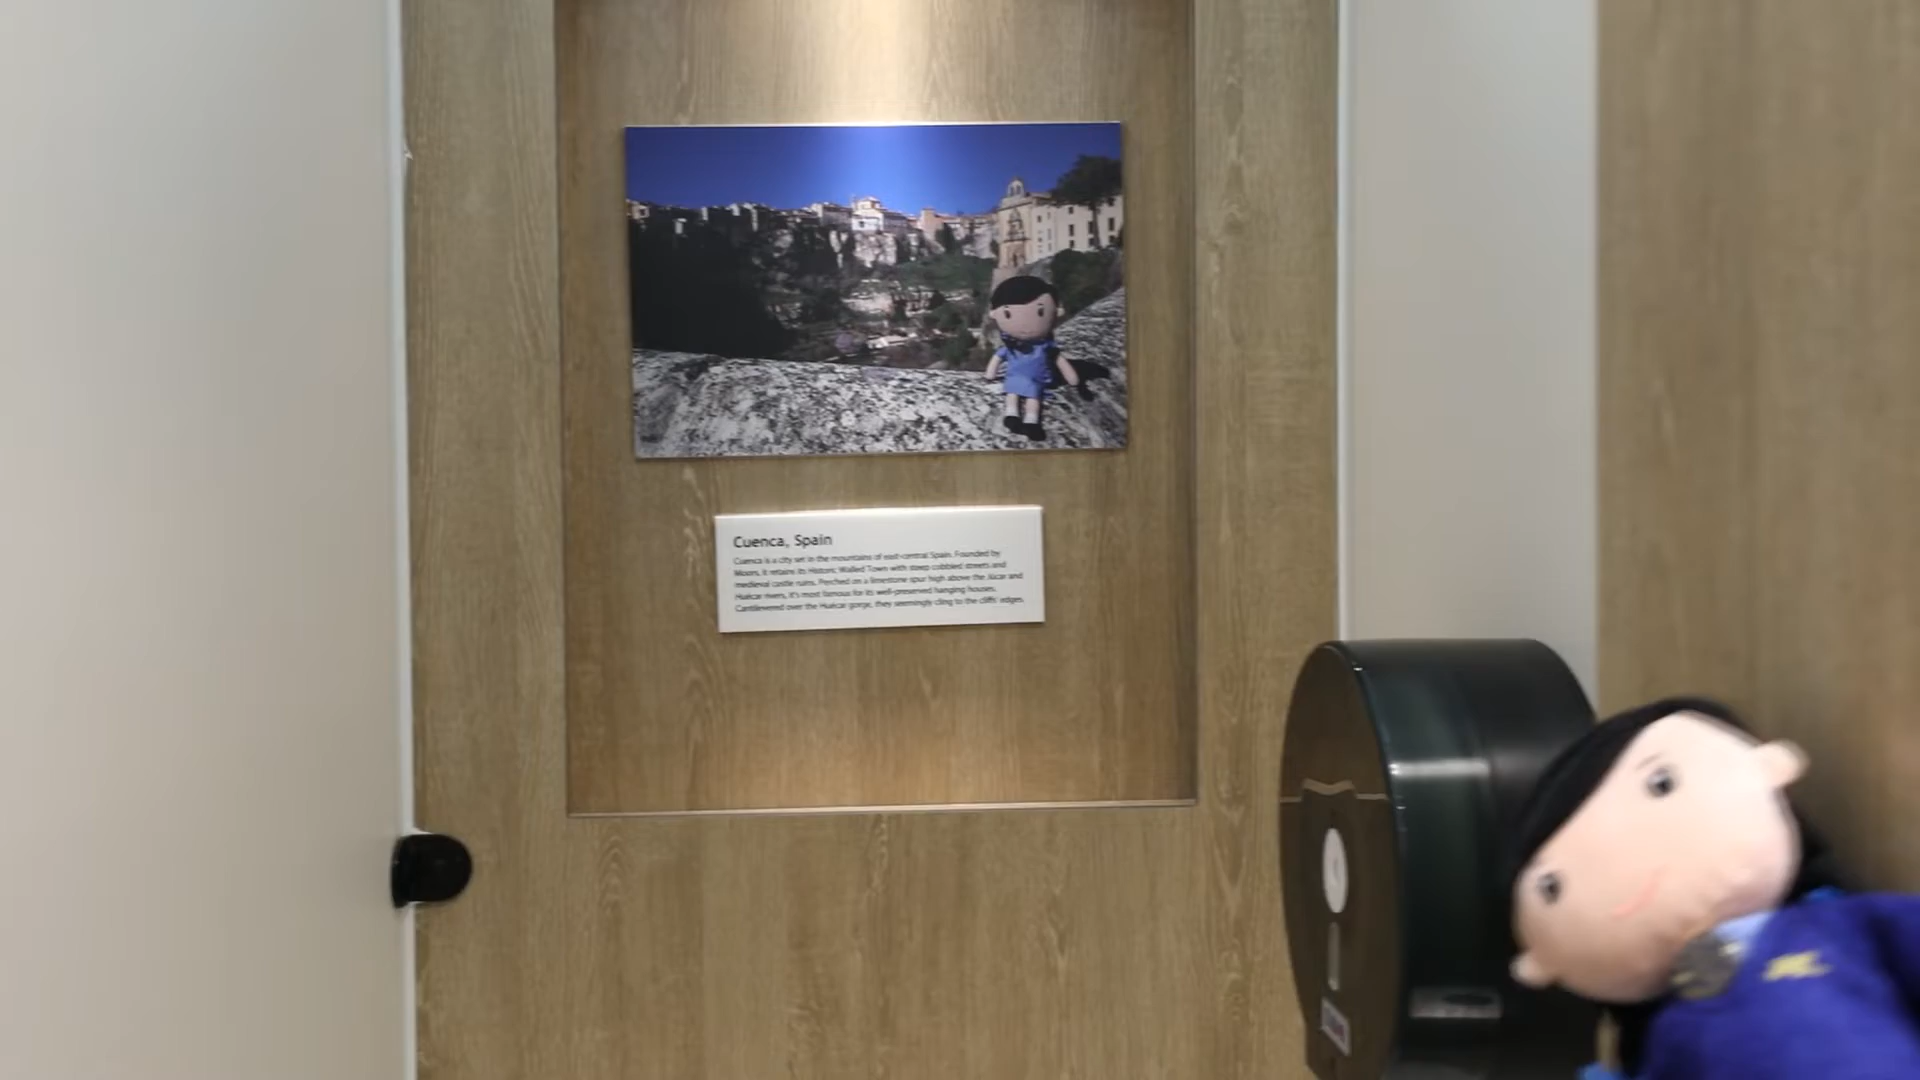 Cuenca, Spain
Cuenca is a city set in the mountains of east-central Spain. Founded by
Moors, it retains its Historic Walled Town with steep cobbled streets and
medieval castle ruins. Perched on a limestone spur high above the Júcar and
Huécar rivers, it's most famous for its well-preserved hanging houses.
Cantilevered over the Huécar gorge, they seemingly cling to the cliffs' edges.